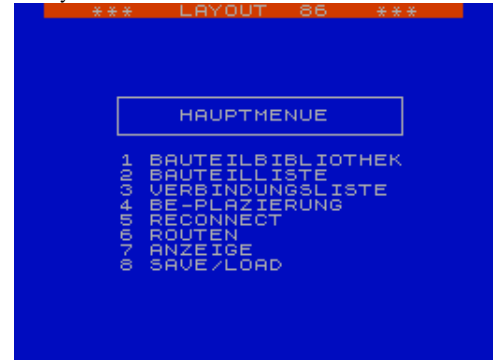 *** LAYOUT 86 ***
HAUPTMENUE
1 BAUTEILBIBLIOTHEK
2 BAUTEILLISTE
3 VERBINDUNGSLISTE
4 BE-PLAZIERUNG
5 RECONNECT
6 ROUTEN
7 ANZEIGE
8 SAVE/LOAD